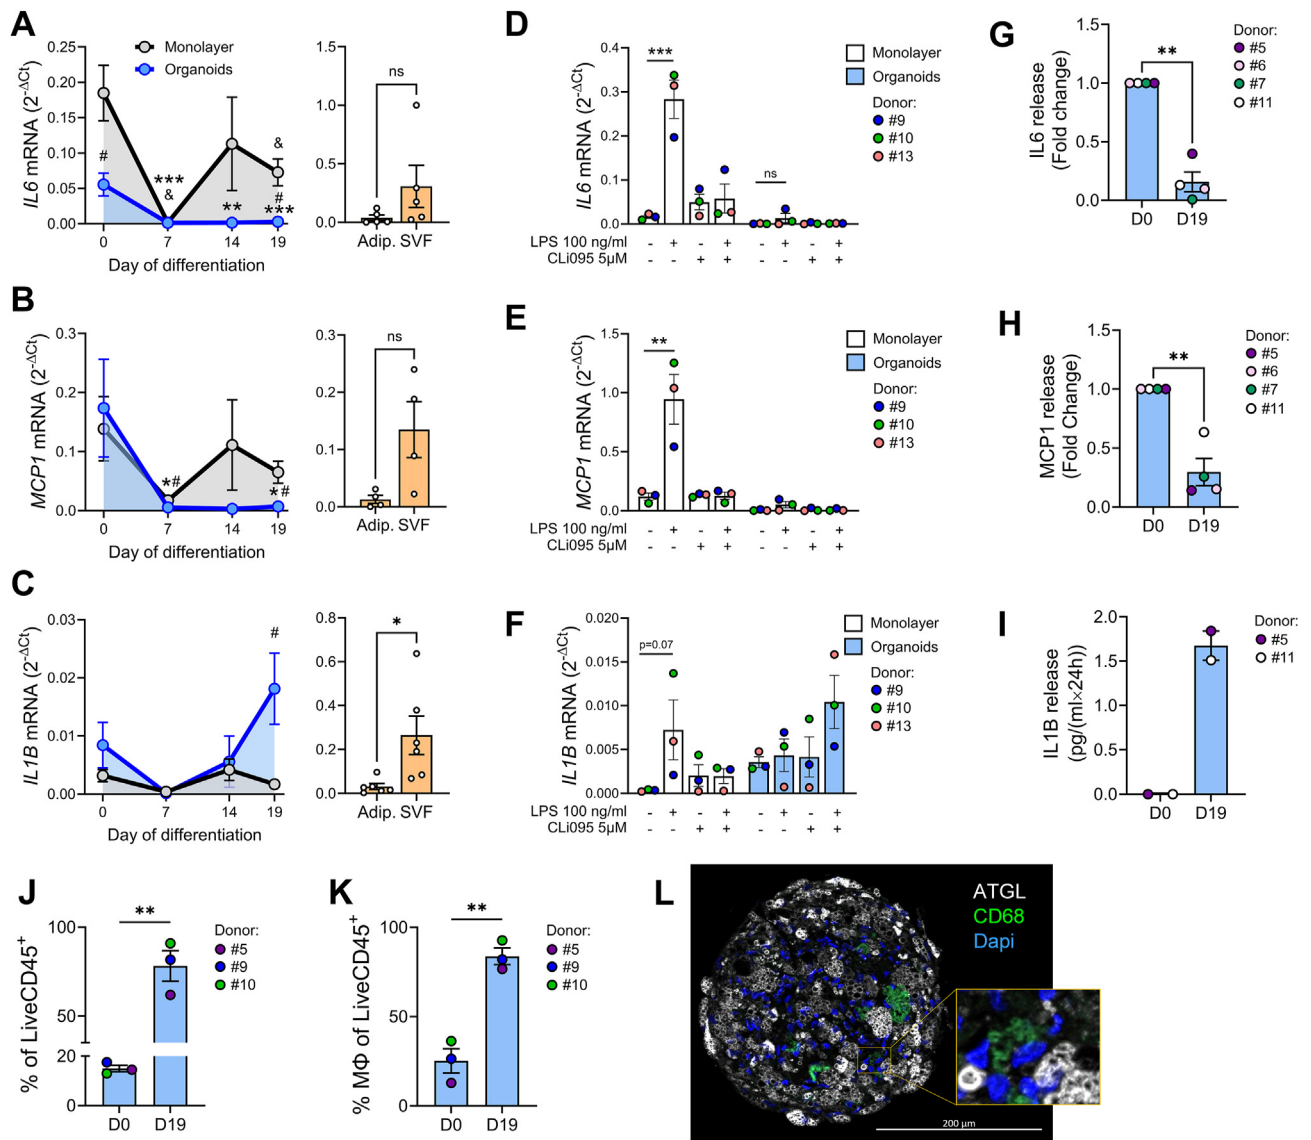 A
IL6 mRNA (2^-ΔCt)
0.25
0.20
0.15
0.10
0.05
0.00
Monolayer
Organoids
#
***
&
**
&
#
***
0 7 14 19
Day of differentiation
1.5
1.0
0.5
0.0
ns
Adip. SVF
B
MCP1 mRNA (2^-ΔCt)
0.3
0.2
0.1
0.0
*#
*#
0 7 14 19
Day of differentiation
0.3
0.2
0.1
0.0
ns
Adip. SVF
C
IL1B mRNA (2^-ΔCt)
0.03
0.02
0.01
0.00
#
0 7 14 19
Day of differentiation
0.8
0.6
0.4
0.2
0.0
*
Adip. SVF
D
IL6 mRNA (2^-ΔCt)
0.4
0.3
0.2
0.1
0.0
***
ns
Monolayer
Organoids
Donor:
#9
#10
#13
LPS 100 ng/ml - + - + - + - +
CLi095 5µM - - + + - - + +
E
MCP1 mRNA (2^-ΔCt)
1.5
1.0
0.5
0.0
**
Monolayer
Organoids
Donor:
#9
#10
#13
LPS 100 ng/ml - + - + - + - +
CLi095 5µM - - + + - - + +
F
IL1B mRNA (2^-ΔCt)
0.020
0.015
0.010
0.005
0.000
p=0.07
Monolayer
Organoids
Donor:
#9
#10
#13
LPS 100 ng/ml - + - + - + - +
CLi095 5µM - - + + - - + +
G
IL6 release
(Fold change)
1.5
1.0
0.5
0.0
**
D0 D19
Donor:
#5
#6
#7
#11
H
MCP1 release
(Fold Change)
1.5
1.0
0.5
0.0
**
D0 D19
Donor:
#5
#6
#7
#11
I
IL1B release
(pg/(ml×24h))
2.0
1.5
1.0
0.5
0.0
D0 D19
Donor:
#5
#11
J
% of LiveCD45+
100
50
20
0
**
D0 D19
Donor:
#5
#9
#10
K
% MΦ of LiveCD45+
100
50
0
**
D0 D19
Donor:
#5
#9
#10
L
ATGL
CD68
Dapi
200 µm